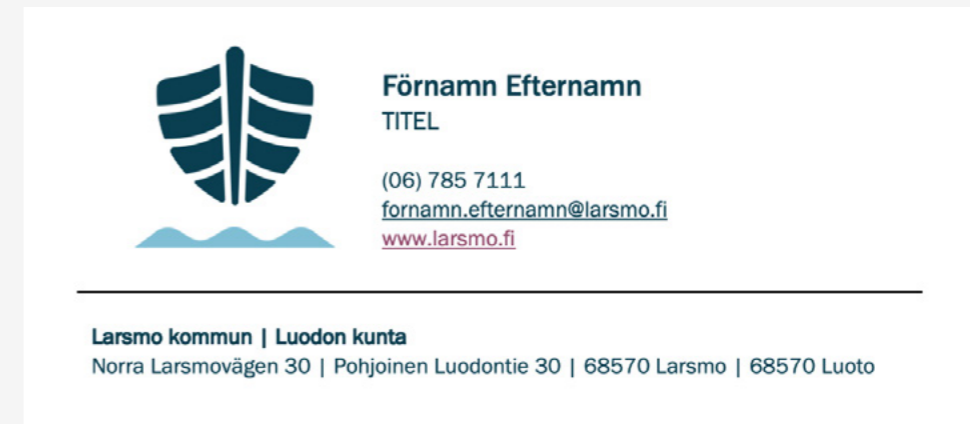 Förnamn Efternamn
TITEL
(06) 785 7111
fornamn.efternamn@larsmo.fi
www.larsmo.fi
Larsmo kommun | Luodon kunta
Norra Larsmovägen 30 | Pohjoinen Luodontie 30 | 68570 Larsmo | 68570 Luoto